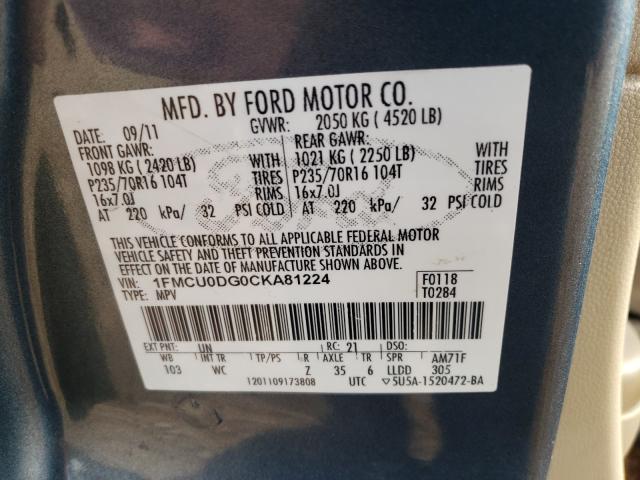 MFD. BY FORD MOTOR CO.
DATE: 09/11 GVWR: 2050 KG ( 4520 LB)
FRONT GAWR: REAR GAWR:
1098 KG ( 2420 LB) WITH 1021 KG ( 2250 LB) WITH
P235/70R16 104T TIRES P235/70R16 104T TIRES
16x7.0J RIMS 16x7.0J RIMS
AT 220 kPa/ 32 PSI COLD AT 220 kPa/ 32 PSI COLD
THIS VEHICLE CONFORMS TO ALL APPLICABLE FEDERAL MOTOR
VEHICLE SAFETY AND THEFT PREVENTION STANDARDS IN
EFFECT ON THE DATE OF MANUFACTURE SHOWN ABOVE.
VIN: 1FMCU0DG0CKA81224 F0118
TYPE: MPV T0284
EXT PNT: UN RC: 21 DSO:
WB INT TR TP/PS R AXLE TR SPR AM71F
103 WC Z 35 6 LLDD 305
1201109173808 UTC ▽5U5A-1520472-BA